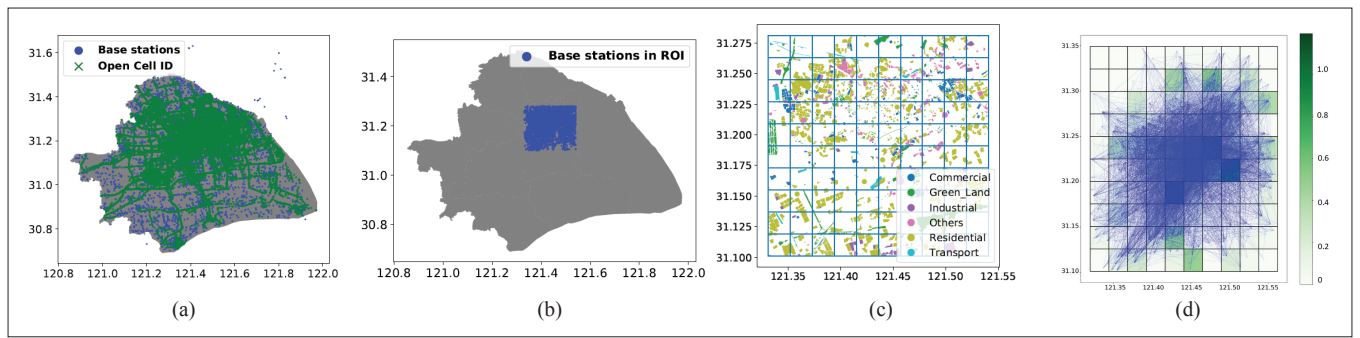 Base stations
Open Cell ID
31.6
31.4
31.2
31.0
30.8
120.8 121.0 121.2 121.4 121.6 121.8 122.0
(a)
Base stations in ROI
31.4
31.2
31.0
30.8
120.8 121.0 121.2 121.4 121.6 121.8 122.0
(b)
31.275
31.250
31.225
31.200
31.175
31.150
31.125
31.100
Commercial
Green_Land
Industrial
Others
Residential
Transport
121.35 121.40 121.45 121.50 121.55
(c)
31.35
31.30
31.25
31.20
31.15
31.10
121.35 121.40 121.45 121.50 121.55
1.0
0.8
0.6
0.4
0.2
0
(d)